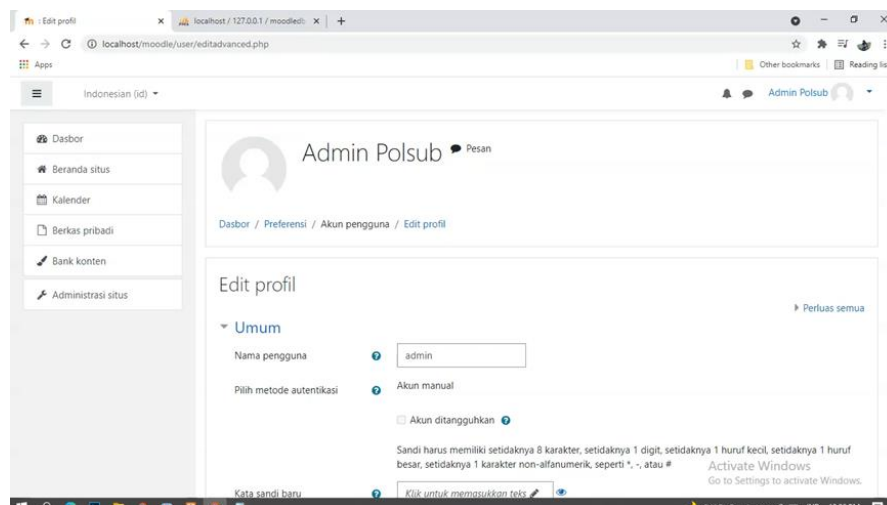 : Edit profil
localhost / 127.0.0.1 / moodledb
localhost/moodle/user/editadvanced.php
Apps
Other bookmarks
Reading lis
Indonesian (id)
Admin Polsub
Dasbor
Beranda situs
Kalender
Berkas pribadi
Bank konten
Administrasi situs
Admin Polsub Pesan
Dasbor / Preferensi / Akun pengguna / Edit profil
Edit profil
Perluas semua
Umum
Nama pengguna
admin
Pilih metode autentikasi
Akun manual
Akun ditangguhkan
Sandi harus memiliki setidaknya 8 karakter, setidaknya 1 digit, setidaknya 1 huruf kecil, setidaknya 1 huruf
besar, setidaknya 1 karakter non-alfanumerik, seperti *, -, atau #
Kata sandi baru
Klik untuk memasukkan teks
Activate Windows
Go to Settings to activate Windows.